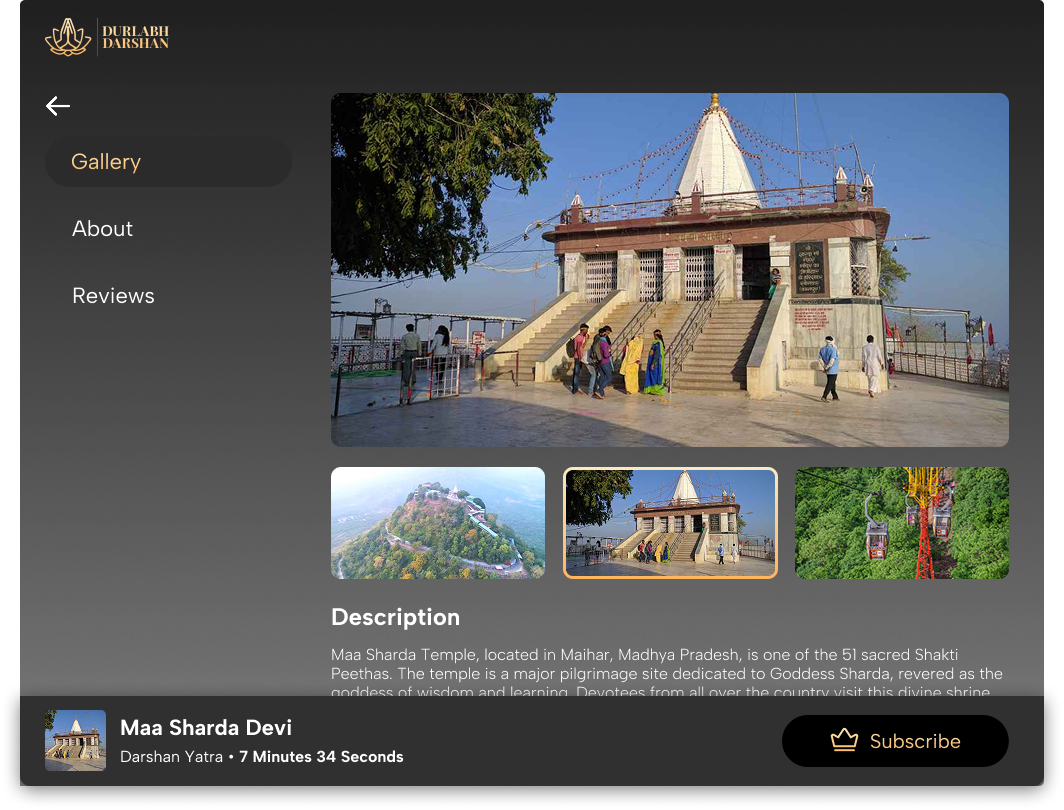 DURLABH
DARSHAN
Gallery
About
Reviews
Description
Maa Sharda Temple, located in Maihar, Madhya Pradesh, is one of the 51 sacred Shakti
Peethas. The temple is a major pilgrimage site dedicated to Goddess Sharda, revered as the
goddess of wisdom and learning. Devotees from all over the country visit this divine shrine
Maa Sharda Devi
Darshan Yatra • 7 Minutes 34 Seconds
Subscribe